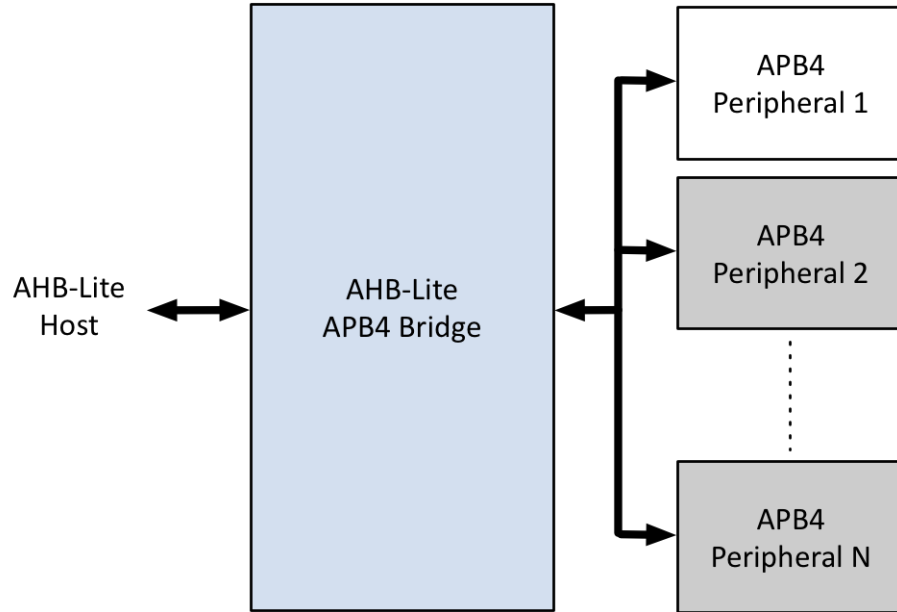 AHB-Lite
Host
AHB-Lite
APB4 Bridge
APB4
Peripheral 1
APB4
Peripheral 2
APB4
Peripheral N